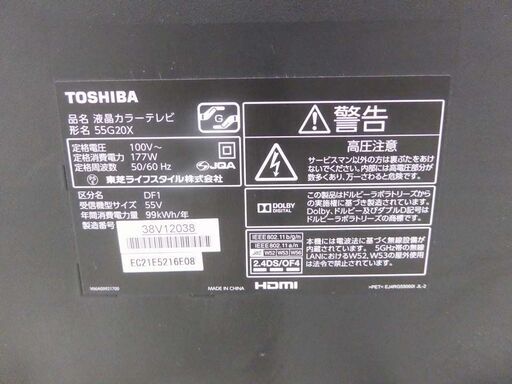 TOSHIBA
品名 液晶カラーテレビ
形名 55G20X
定格電圧 100V～
定格消費電力 177W
定格周波数 50/60 Hz
JQA
東芝ライフスタイル株式会社
区分名 DF1
受信機型サイズ 55V
年間消費電力量 99kWh/年
製造番号
38V12038
EC21E5216E08
MADE IN CHINA
警告
高圧注意
サービスマン以外の方は裏ぶたをあけないでください。内部には高電圧部分が数多くあり、万一さわると危険です。
DOLBY DIGITAL
この製品はドルビーラボラトリーズからの実施権に基づき製造されています。Dolby、ドルビー及びダブルD記号はドルビーラボラトリーズの商標です。
IEEE802.11b/g/n
IEEE802.11a/n
W52 W53 W56
2.4DS/OF4
本機には電波法に基づく無線設備が内蔵されています。 5GHz帯の無線LANにおけるW52、W53の屋外使用は法令で禁止されています。
HDMI